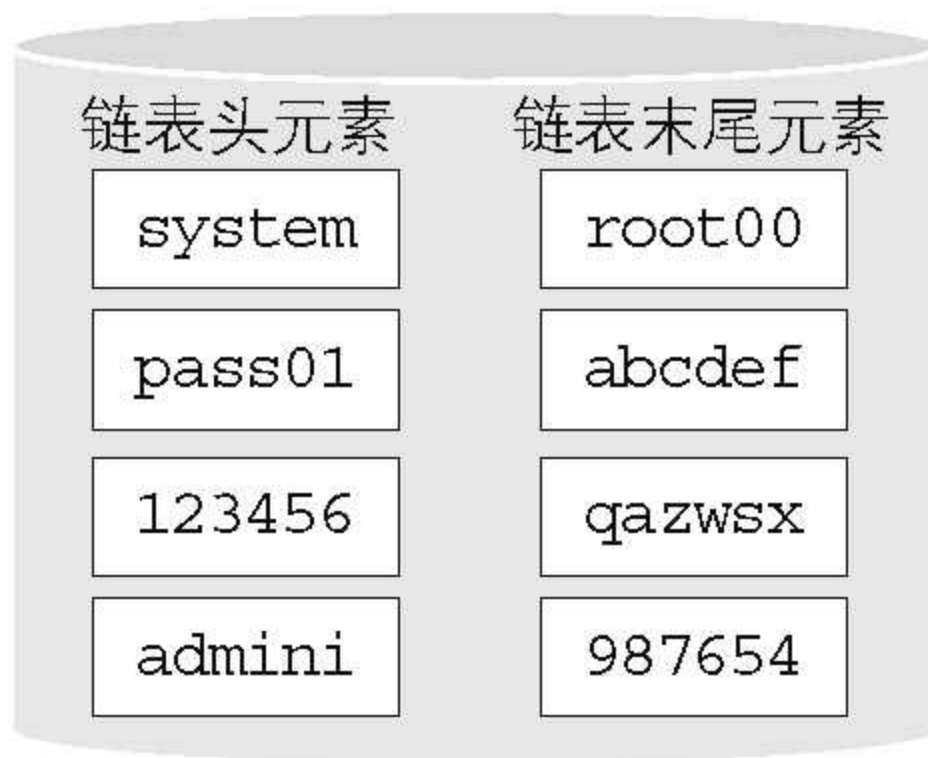 链表头元素 链表末尾元素
system root00
pass01 abcdef
123456 qazwsx
admini 987654